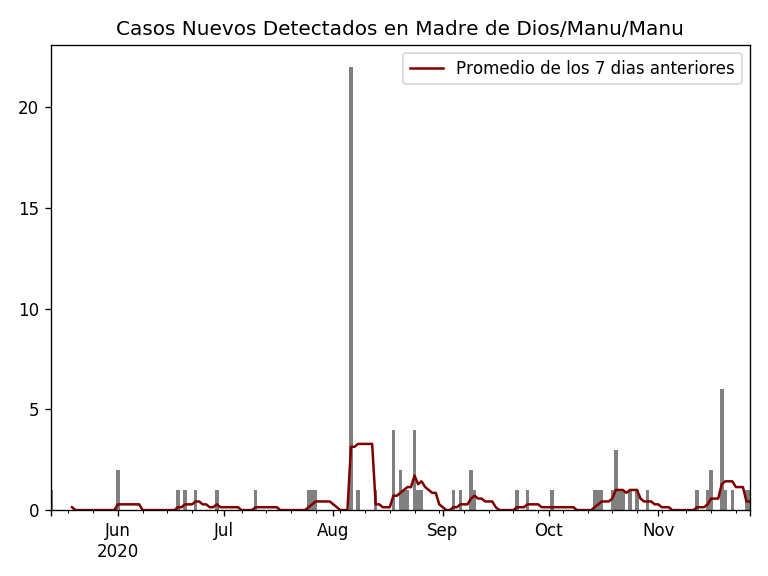 Casos Nuevos Detectados en Madre de Dios/Manu/Manu
Promedio de los 7 dias anteriores
20
15
10
5
0
Jun Jul Aug Sep Oct Nov
2020